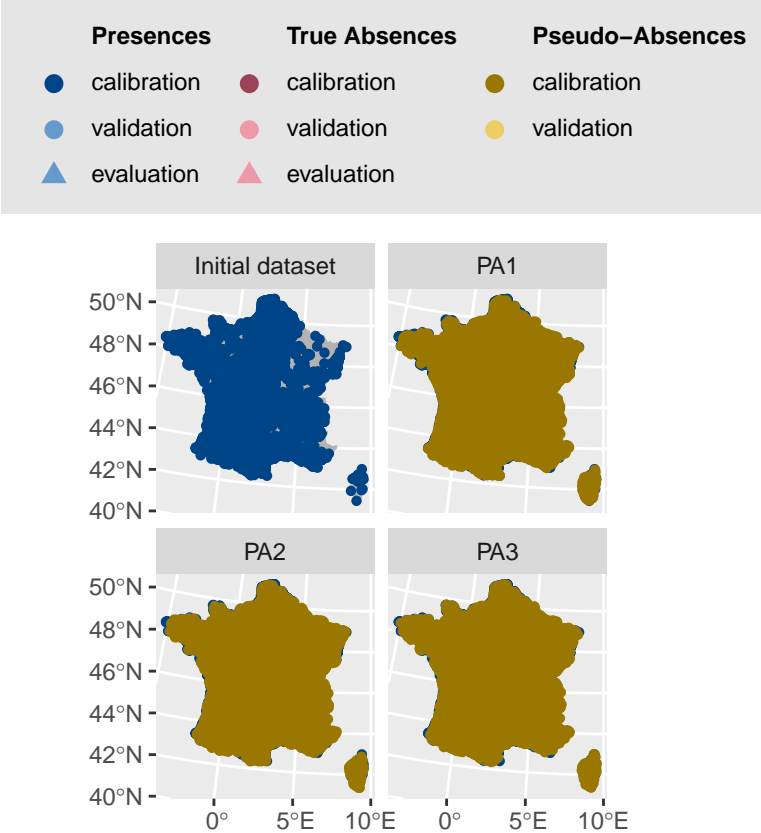 Presences True Absences Pseudo−Absences
calibration calibration calibration
validation validation validation
evaluation evaluation
Initial dataset PA1
50°N
48°N
46°N
44°N
42°N
40°N
PA2 PA3
50°N
48°N
46°N
44°N
42°N
40°N
0° 5°E 10°E 0° 5°E 10°E